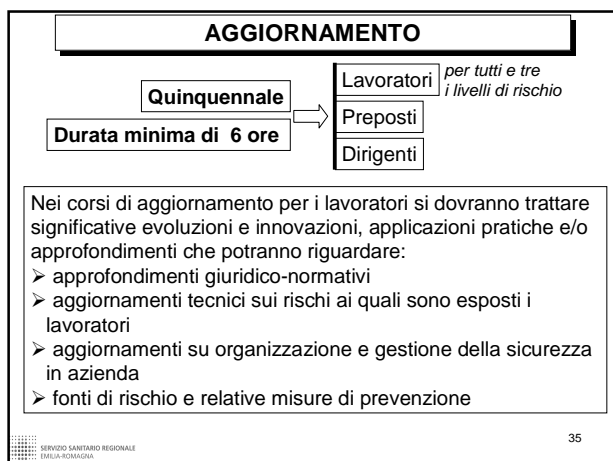 AGGIORNAMENTO
Quinquennale
Durata minima di 6 ore
Lavoratori
per tutti e tre
i livelli di rischio
Preposti
Dirigenti
Nei corsi di aggiornamento per i lavoratori si dovranno trattare
significative evoluzioni e innovazioni, applicazioni pratiche e/o
approfondimenti che potranno riguardare:
➢ approfondimenti giuridico-normativi
➢ aggiornamenti tecnici sui rischi ai quali sono esposti i
lavoratori
➢ aggiornamenti su organizzazione e gestione della sicurezza
in azienda
➢ fonti di rischio e relative misure di prevenzione
SERVIZIO SANITARIO REGIONALE
EMILIA-ROMAGNA
35